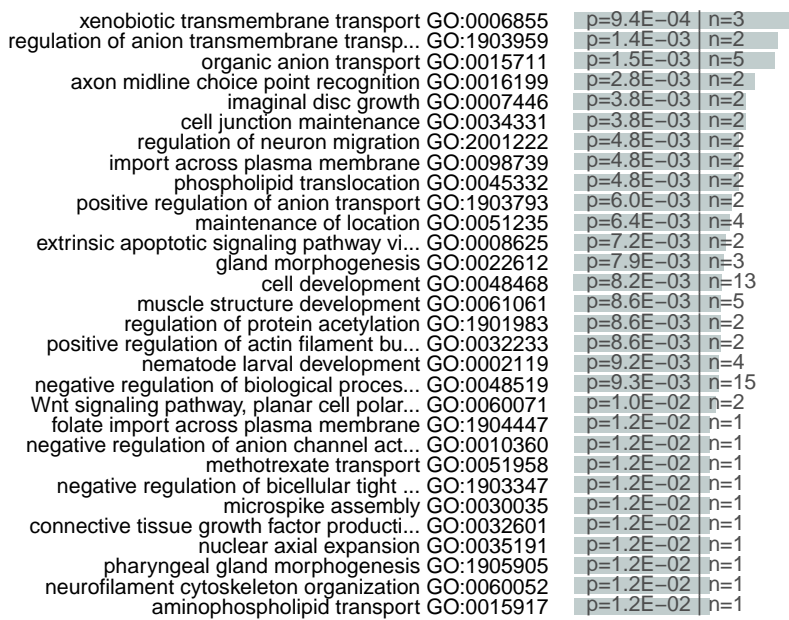 xenobiotic transmembrane transport GO:0006855 p=9.4E−04 n=3
regulation of anion transmembrane transp... GO:1903959 p=1.4E−03 n=2
organic anion transport GO:0015711 p=1.5E−03 n=5
axon midline choice point recognition GO:0016199 p=2.8E−03 n=2
imaginal disc growth GO:0007446 p=3.8E−03 n=2
cell junction maintenance GO:0034331 p=3.8E−03 n=2
regulation of neuron migration GO:2001222 p=4.8E−03 n=2
import across plasma membrane GO:0098739 p=4.8E−03 n=2
phospholipid translocation GO:0045332 p=4.8E−03 n=2
positive regulation of anion transport GO:1903793 p=6.0E−03 n=2
maintenance of location GO:0051235 p=6.4E−03 n=4
extrinsic apoptotic signaling pathway vi... GO:0008625 p=7.2E−03 n=2
gland morphogenesis GO:0022612 p=7.9E−03 n=3
cell development GO:0048468 p=8.2E−03 n=13
muscle structure development GO:0061061 p=8.6E−03 n=5
regulation of protein acetylation GO:1901983 p=8.6E−03 n=2
positive regulation of actin filament bu... GO:0032233 p=8.6E−03 n=2
nematode larval development GO:0002119 p=9.2E−03 n=4
negative regulation of biological proces... GO:0048519 p=9.3E−03 n=15
Wnt signaling pathway, planar cell polar... GO:0060071 p=1.0E−02 n=2
folate import across plasma membrane GO:1904447 p=1.2E−02 n=1
negative regulation of anion channel act... GO:0010360 p=1.2E−02 n=1
methotrexate transport GO:0051958 p=1.2E−02 n=1
negative regulation of bicellular tight ... GO:1903347 p=1.2E−02 n=1
microspike assembly GO:0030035 p=1.2E−02 n=1
connective tissue growth factor producti... GO:0032601 p=1.2E−02 n=1
nuclear axial expansion GO:0035191 p=1.2E−02 n=1
pharyngeal gland morphogenesis GO:1905905 p=1.2E−02 n=1
neurofilament cytoskeleton organization GO:0060052 p=1.2E−02 n=1
aminophospholipid transport GO:0015917 p=1.2E−02 n=1